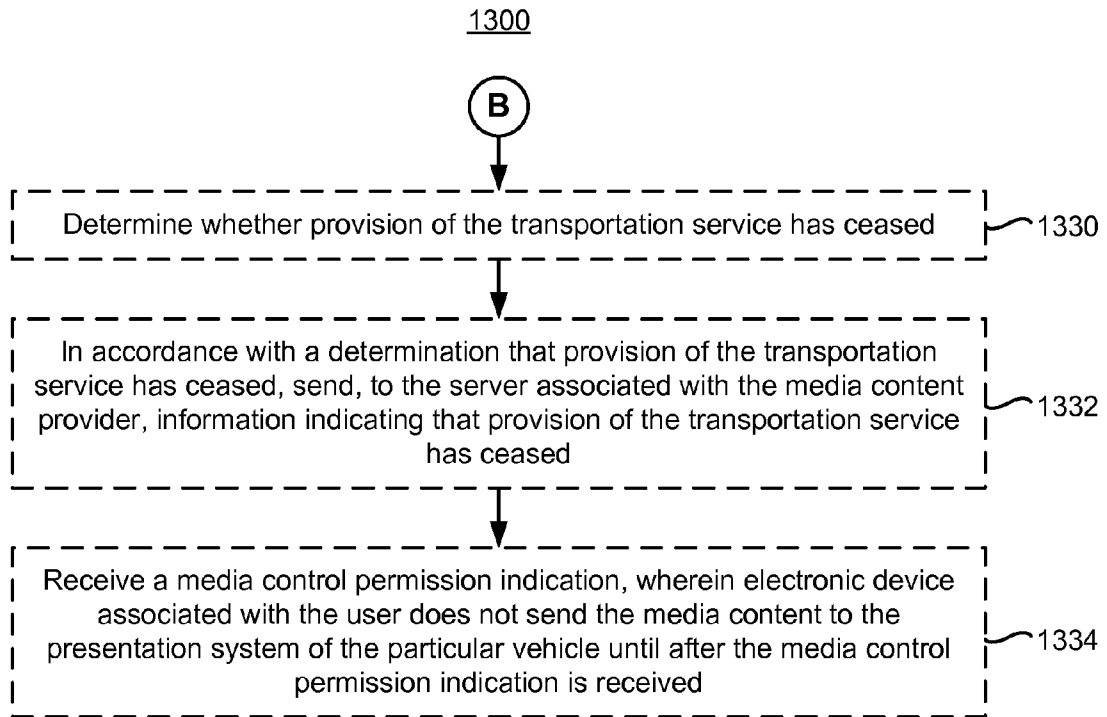 1300
B
Determine whether provision of the transportation service has ceased
1330
In accordance with a determination that provision of the transportation
service has ceased, send, to the server associated with the media content
provider, information indicating that provision of the transportation service
has ceased
1332
Receive a media control permission indication, wherein electronic device
associated with the user does not send the media content to the
presentation system of the particular vehicle until after the media control
permission indication is received
1334